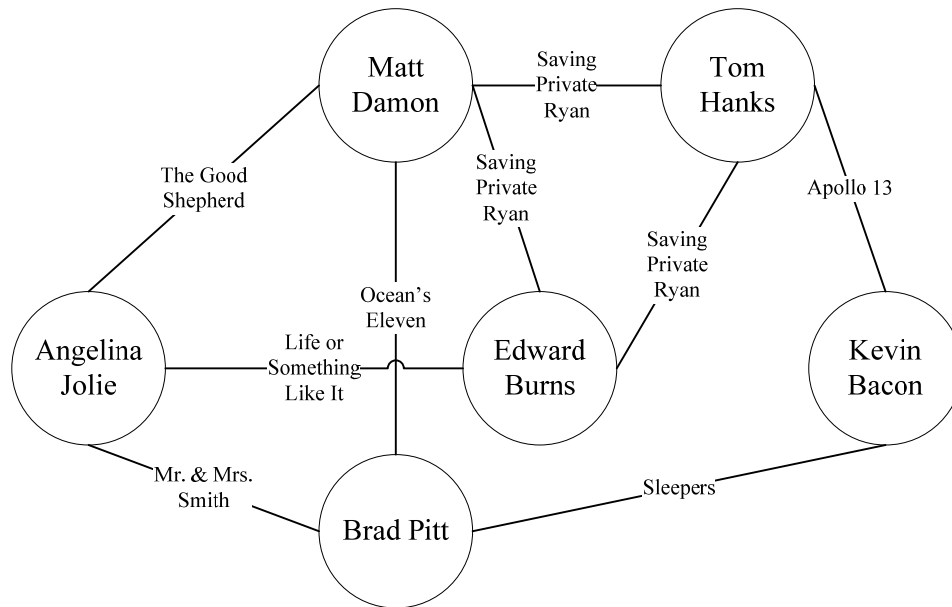 Matt
Damon
Saving
Private
Ryan
Tom
Hanks
The Good
Shepherd
Saving
Private
Ryan
Apollo 13
Saving
Private
Ryan
Ocean's
Eleven
Angelina
Jolie
Life or
Something
Like It
Edward
Burns
Kevin
Bacon
Mr. & Mrs.
Smith
Brad Pitt
Sleepers